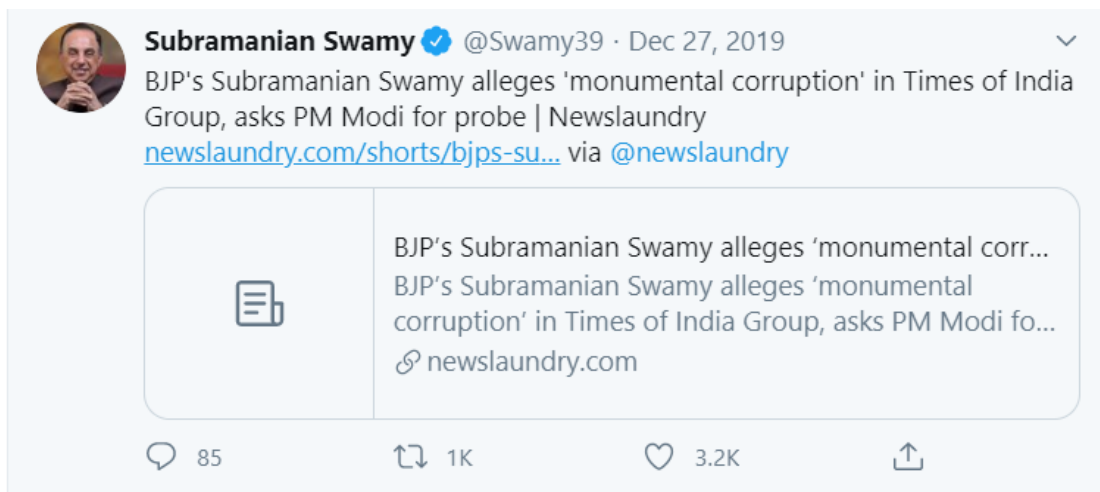 Subramanian Swamy @Swamy39 · Dec 27, 2019
BJP's Subramanian Swamy alleges 'monumental corruption' in Times of India
Group, asks PM Modi for probe | Newslaundry
newslaundry.com/shorts/bjps-su... via @newslaundry
BJP’s Subramanian Swamy alleges ‘monumental corr...
BJP’s Subramanian Swamy alleges ‘monumental
corruption’ in Times of India Group, asks PM Modi fo...
newslaundry.com
85 1K 3.2K